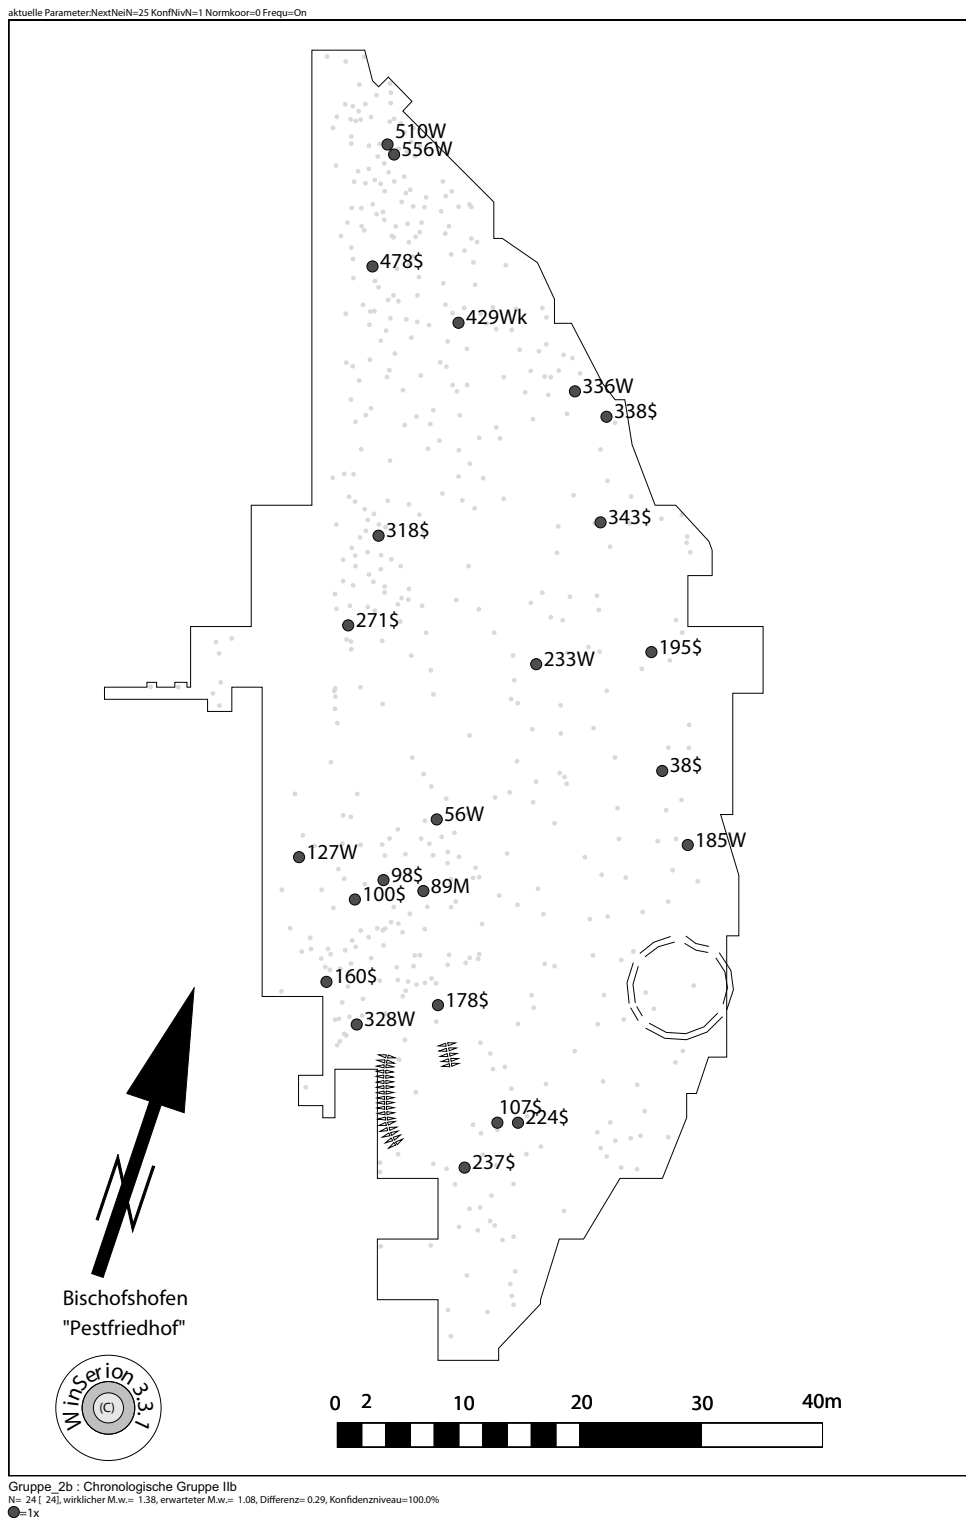 aktuelle Parameter:NextNeiN=25 KonfNivN=1 Normkoor=0 Frequ=On
510W
556W
478$
429Wk
336W
338$
343$
318$
271$
233W
195$
38$
56W
185W
127W
98$
89M
100$
160$
178$
328W
107$
224$
237$
Bischofshofen
"Pestfriedhof"
WinSerion 3.3.1
(C)
0 2 10 20 30 40m
Gruppe_2b : Chronologische Gruppe IIb
N= 24 [ 24], wirklicher M.w.= 1.38, erwarteter M.w.= 1.08, Differenz= 0.29, Konfidenzniveau=100.0%
=1x